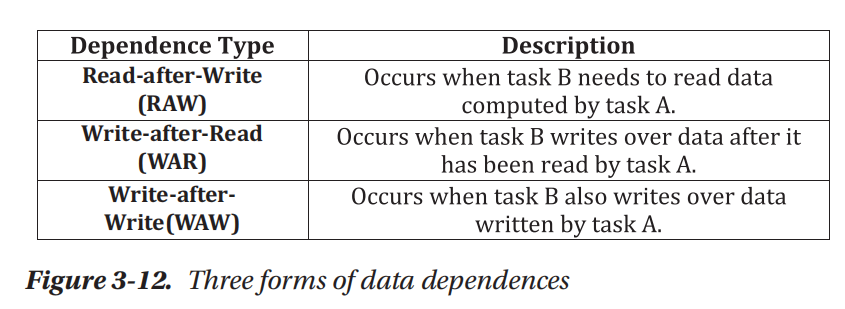 Dependence Type
Description
Read-after-Write
(RAW)
Occurs when task B needs to read data
computed by task A.
Write-after-Read
(WAR)
Occurs when task B writes over data after it
has been read by task A.
Write-after-
Write(WAW)
Occurs when task B also writes over data
written by task A.
Figure 3-12. Three forms of data dependences